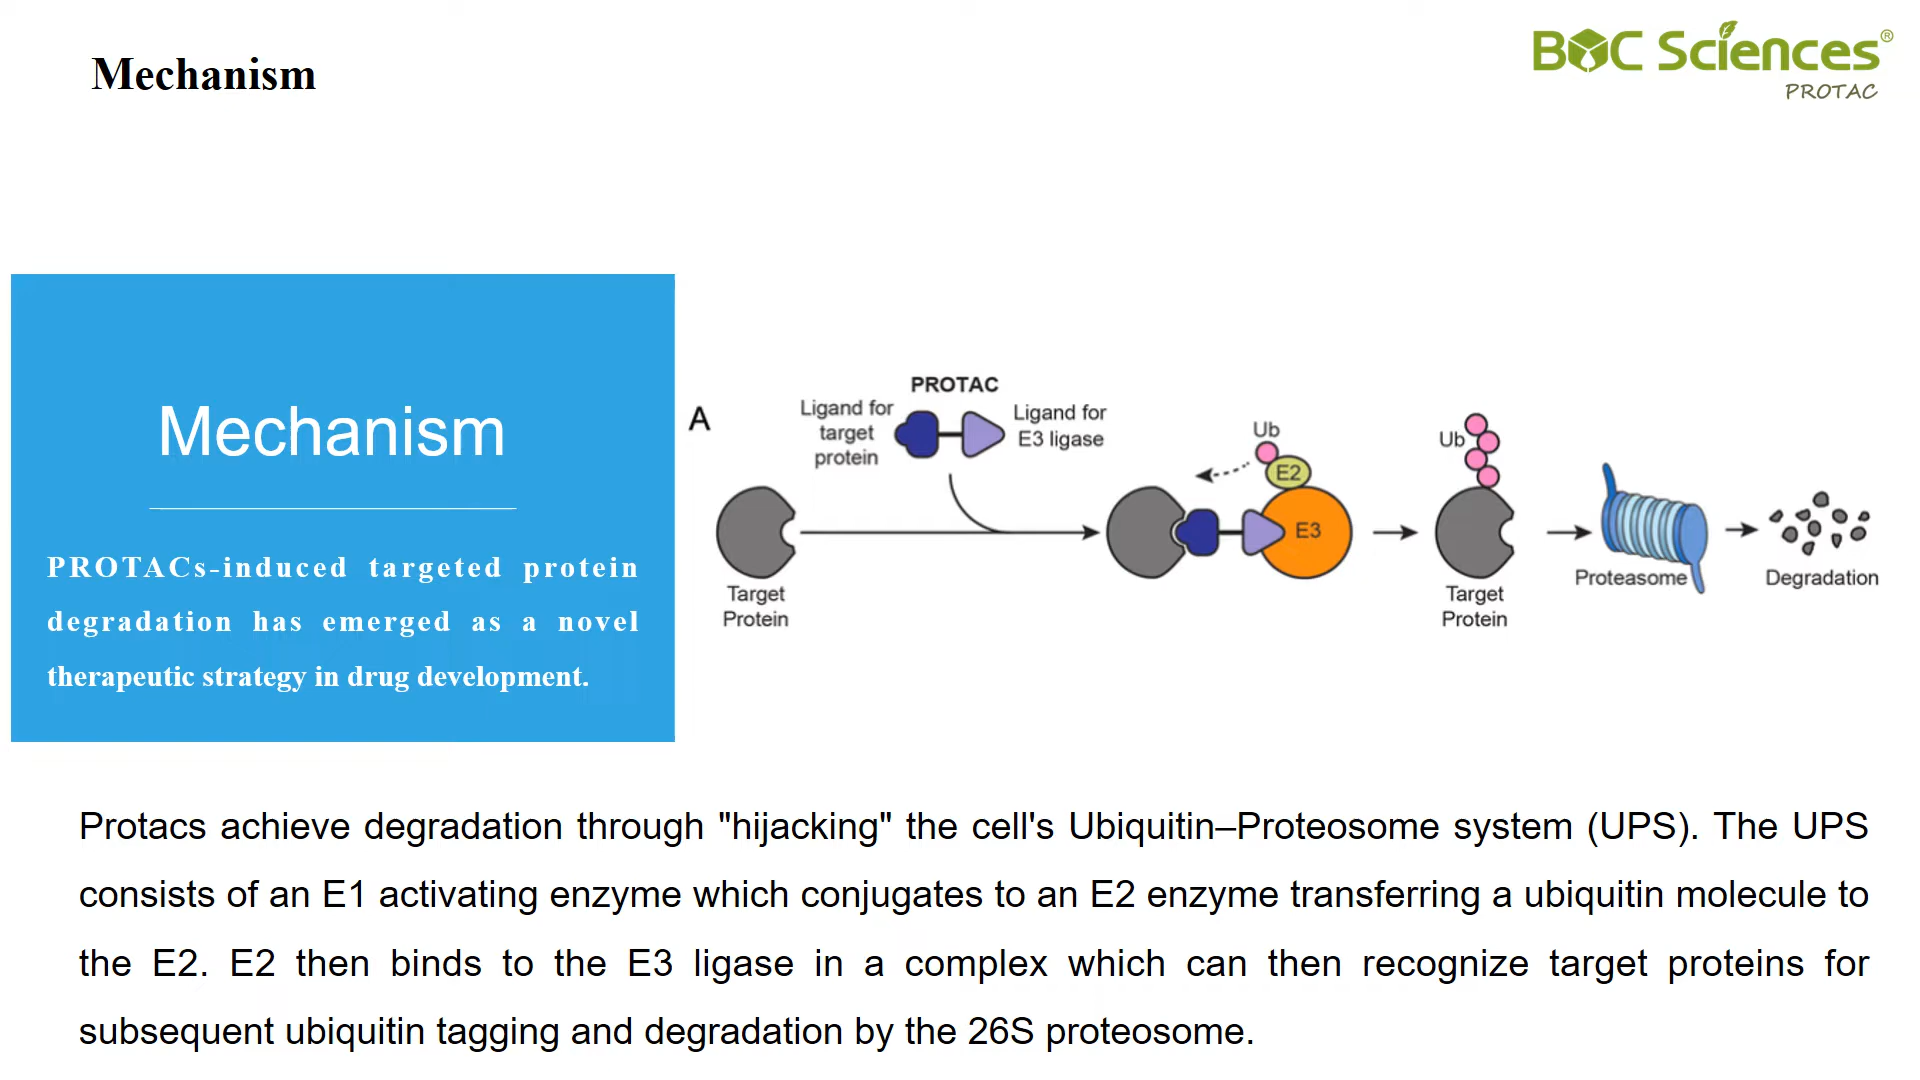 Mechanism
BOC Sciences®
PROTAC
Mechanism
PROTACs-induced targeted protein
degradation has emerged as a novel
therapeutic strategy in drug development.
A
PROTAC
Ligand for
target
protein
Ligand for
E3 ligase
Target
Protein
Ub
E2
E3
Ub
Target
Protein
Proteasome
Degradation
Protacs achieve degradation through "hijacking" the cell's Ubiquitin–Proteosome system (UPS). The UPS
consists of an E1 activating enzyme which conjugates to an E2 enzyme transferring a ubiquitin molecule to
the E2. E2 then binds to the E3 ligase in a complex which can then recognize target proteins for
subsequent ubiquitin tagging and degradation by the 26S proteosome.